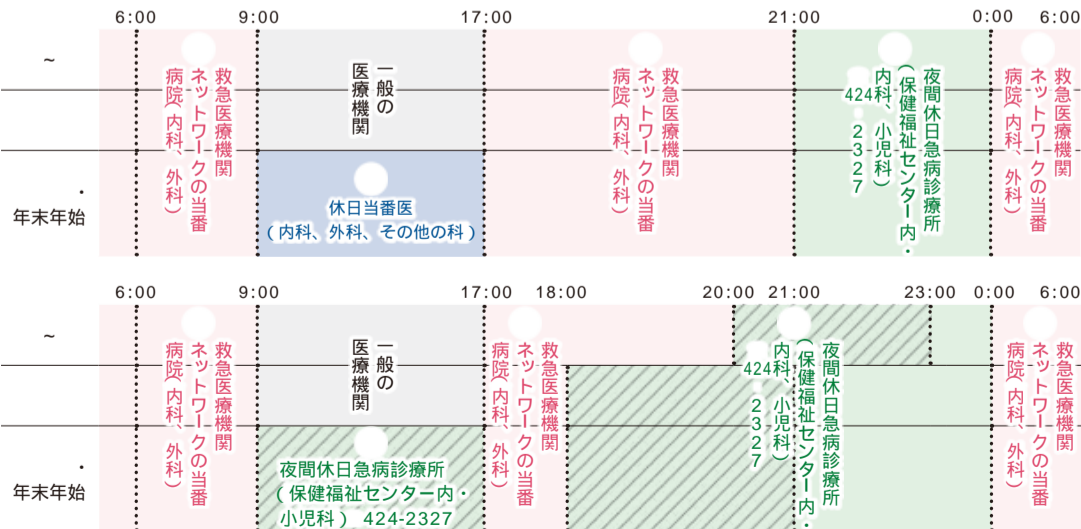 6:00 9:00 17:00 21:00 0:00 6:00
~
・
年末年始
救急医療機関
ネットワークの当番
病院(内科、外科)
一般の
医療機関
休日当番医
(内科、外科、その他の科)
救急医療機関
ネットワークの当番
病院(内科、外科)
夜間休日急病診療所
(保健福祉センター内・
内科、小児科)
424
2327
救急医療機関
ネットワークの当番
病院(内科、外科)
6:00 9:00 17:00 18:00 20:00 21:00 23:00 0:00 6:00
~
・
年末年始
救急医療機関
ネットワークの当番
病院(内科、外科)
一般の
医療機関
夜間休日急病診療所
(保健福祉センター内・
小児科) 424-2327
救急医療機関
ネットワークの当番
病院(内科、外科)
夜間休日急病診療所
(保健福祉センター内・
内科、小児科)
424
2327
救急医療機関
ネットワークの当番
病院(内科、外科)